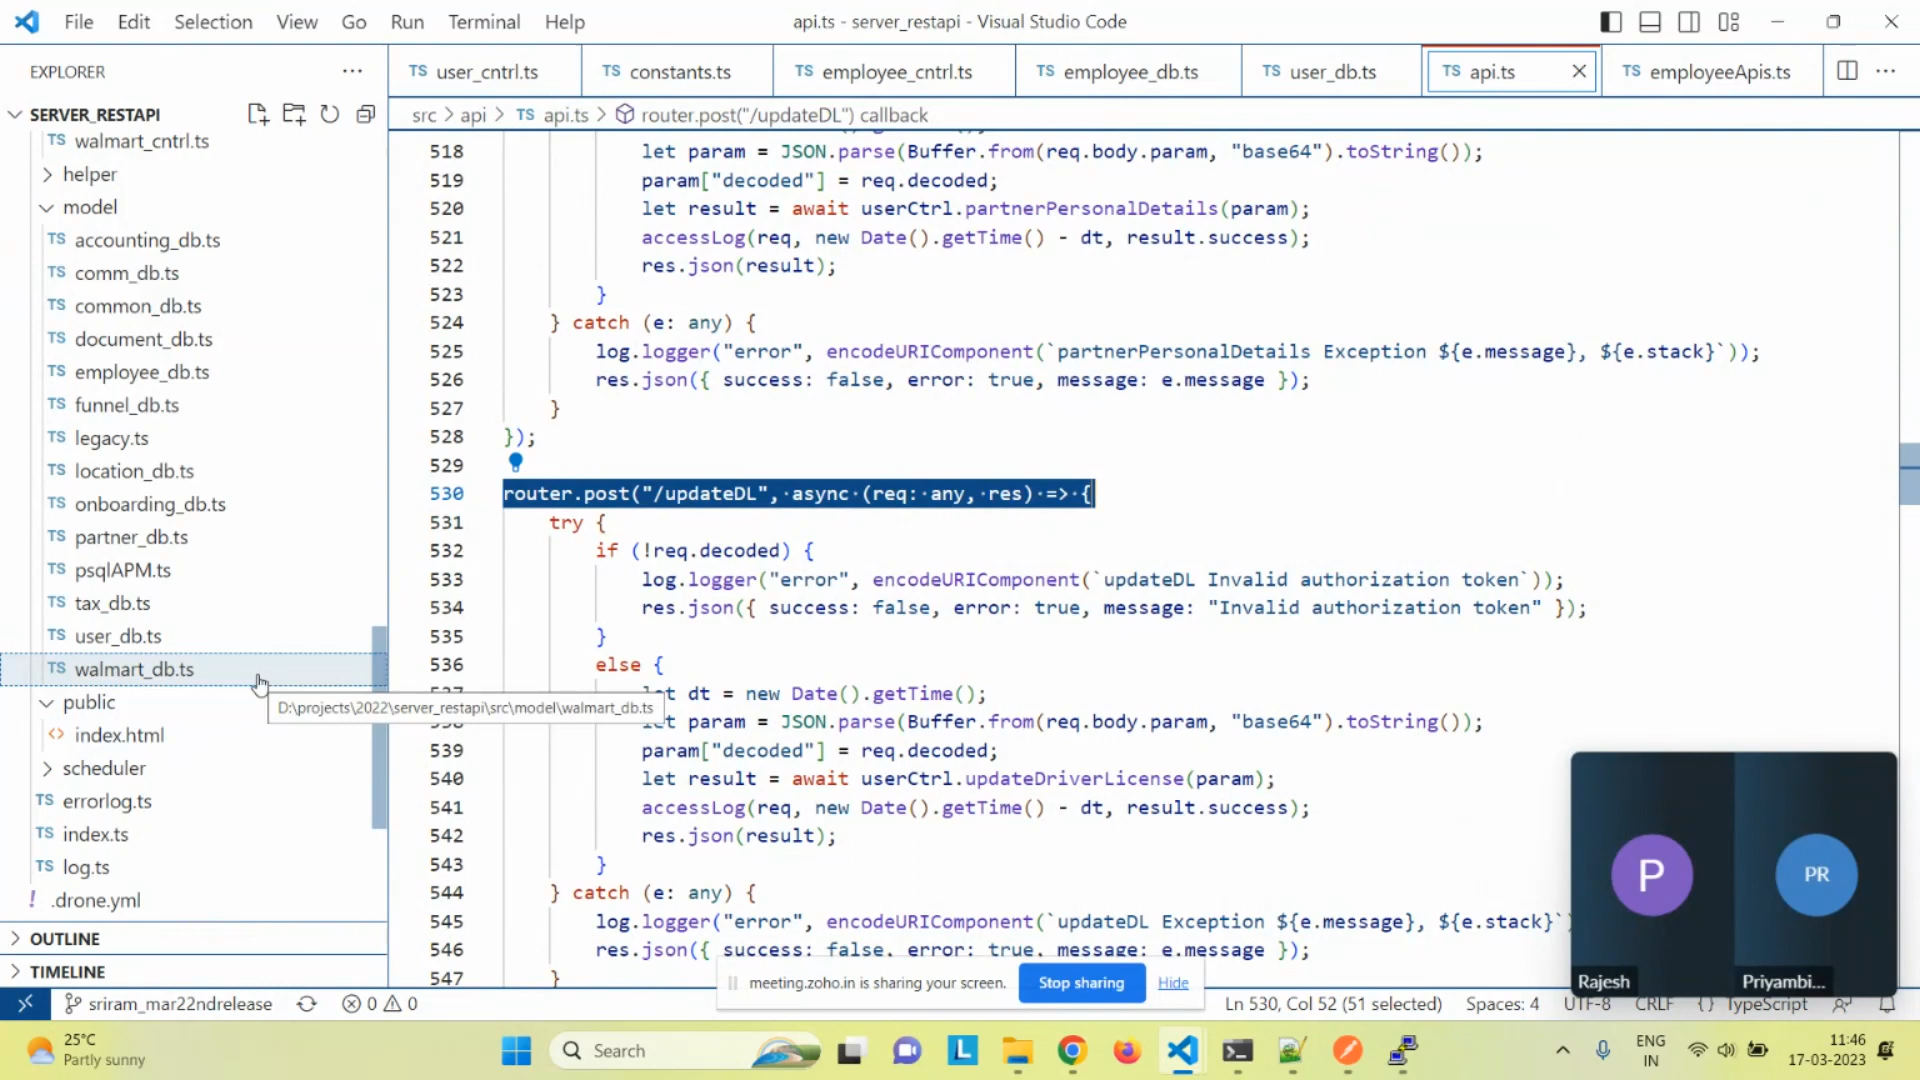 File Edit Selection View Go Run Terminal Help
api.ts - server_restapi - Visual Studio Code
EXPLORER
TS user_cntrl.ts TS constants.ts TS employee_cntrl.ts TS employee_db.ts TS user_db.ts TS api.ts TS employeeApis.ts
SERVER_RESTAPI
src > api > TS api.ts > router.post("/updateDL") callback
TS walmart_cntrl.ts
helper
model
TS accounting_db.ts
TS comm_db.ts
TS common_db.ts
TS document_db.ts
TS employee_db.ts
TS funnel_db.ts
TS legacy.ts
TS location_db.ts
TS onboarding_db.ts
TS partner_db.ts
TS psqlAPM.ts
TS tax_db.ts
TS user_db.ts
TS walmart_db.ts
D:\projects\2022\server_restapi\src\model\walmart_db.ts
public
<> index.html
scheduler
TS errorlog.ts
TS index.ts
TS log.ts
! .drone.yml
OUTLINE
TIMELINE
518 let param = JSON.parse(Buffer.from(req.body.param, "base64").toString());
519 param["decoded"] = req.decoded;
520 let result = await userCtrl.partnerPersonalDetails(param);
521 accessLog(req, new Date().getTime() - dt, result.success);
522 res.json(result);
523 }
524 } catch (e: any) {
525 log.logger("error", encodeURIComponent(`partnerPersonalDetails Exception ${e.message}, ${e.stack}`));
526 res.json({ success: false, error: true, message: e.message });
527 }
528 });
529
530 router.post("/updateDL", async (req: any, res) => {
531 try {
532 if (!req.decoded) {
533 log.logger("error", encodeURIComponent(`updateDL Invalid authorization token`));
534 res.json({ success: false, error: true, message: "Invalid authorization token" });
535 }
536 else {
let dt = new Date().getTime();
let param = JSON.parse(Buffer.from(req.body.param, "base64").toString());
539 param["decoded"] = req.decoded;
540 let result = await userCtrl.updateDriverLicense(param);
541 accessLog(req, new Date().getTime() - dt, result.success);
542 res.json(result);
543 }
544 } catch (e: any) {
545 log.logger("error", encodeURIComponent(`updateDL Exception ${e.message}, ${e.stack}`)
546 res.json({ success: false, error: true, message: e.message });
547 }
P PR
Rajesh Priyambi...
meeting.zoho.in is sharing your screen. Stop sharing Hide
sriram_mar22ndrelease 0 0
Ln 530, Col 52 (51 selected) Spaces: 4 UTF-8 CRLF {} TypeScript
25°C
Partly sunny
Search
L
ENG
IN
11:46
17-03-2023